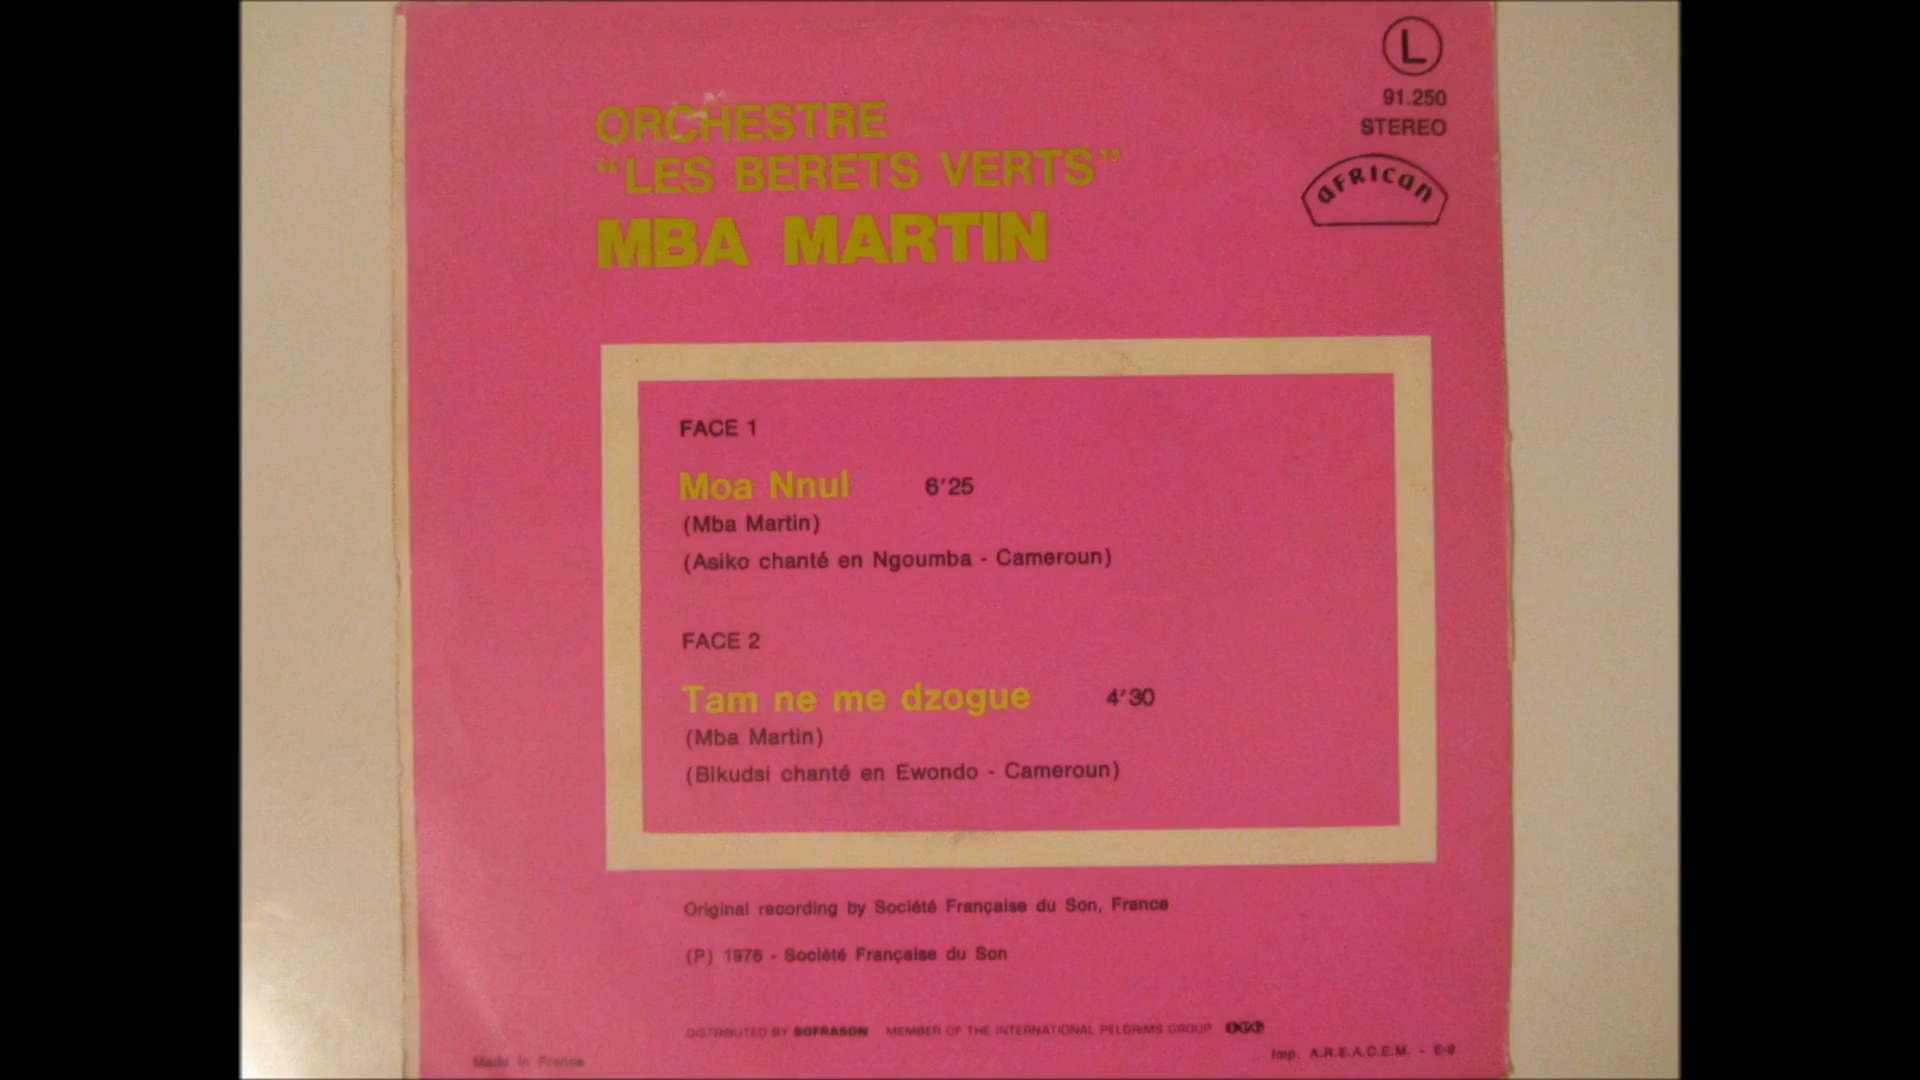 L
91.250
STEREO
aFRICan
ORCHESTRE
“LES BERETS VERTS”
MBA MARTIN
FACE 1
Moa Nnul 6’25
(Mba Martin)
(Asiko chanté en Ngoumba - Cameroun)
FACE 2
Tam ne me dzogue 4’30
(Mba Martin)
(Bikudsi chanté en Ewondo - Cameroun)
Original recording by Société Française du Son, France
(P) 1976 - Société Française du Son
DISTRIBUTED BY SOFRASON MEMBER OF THE INTERNATIONAL PELGRIMS GROUP
Made in France
Imp. A.R.E.A.C.E.M. -